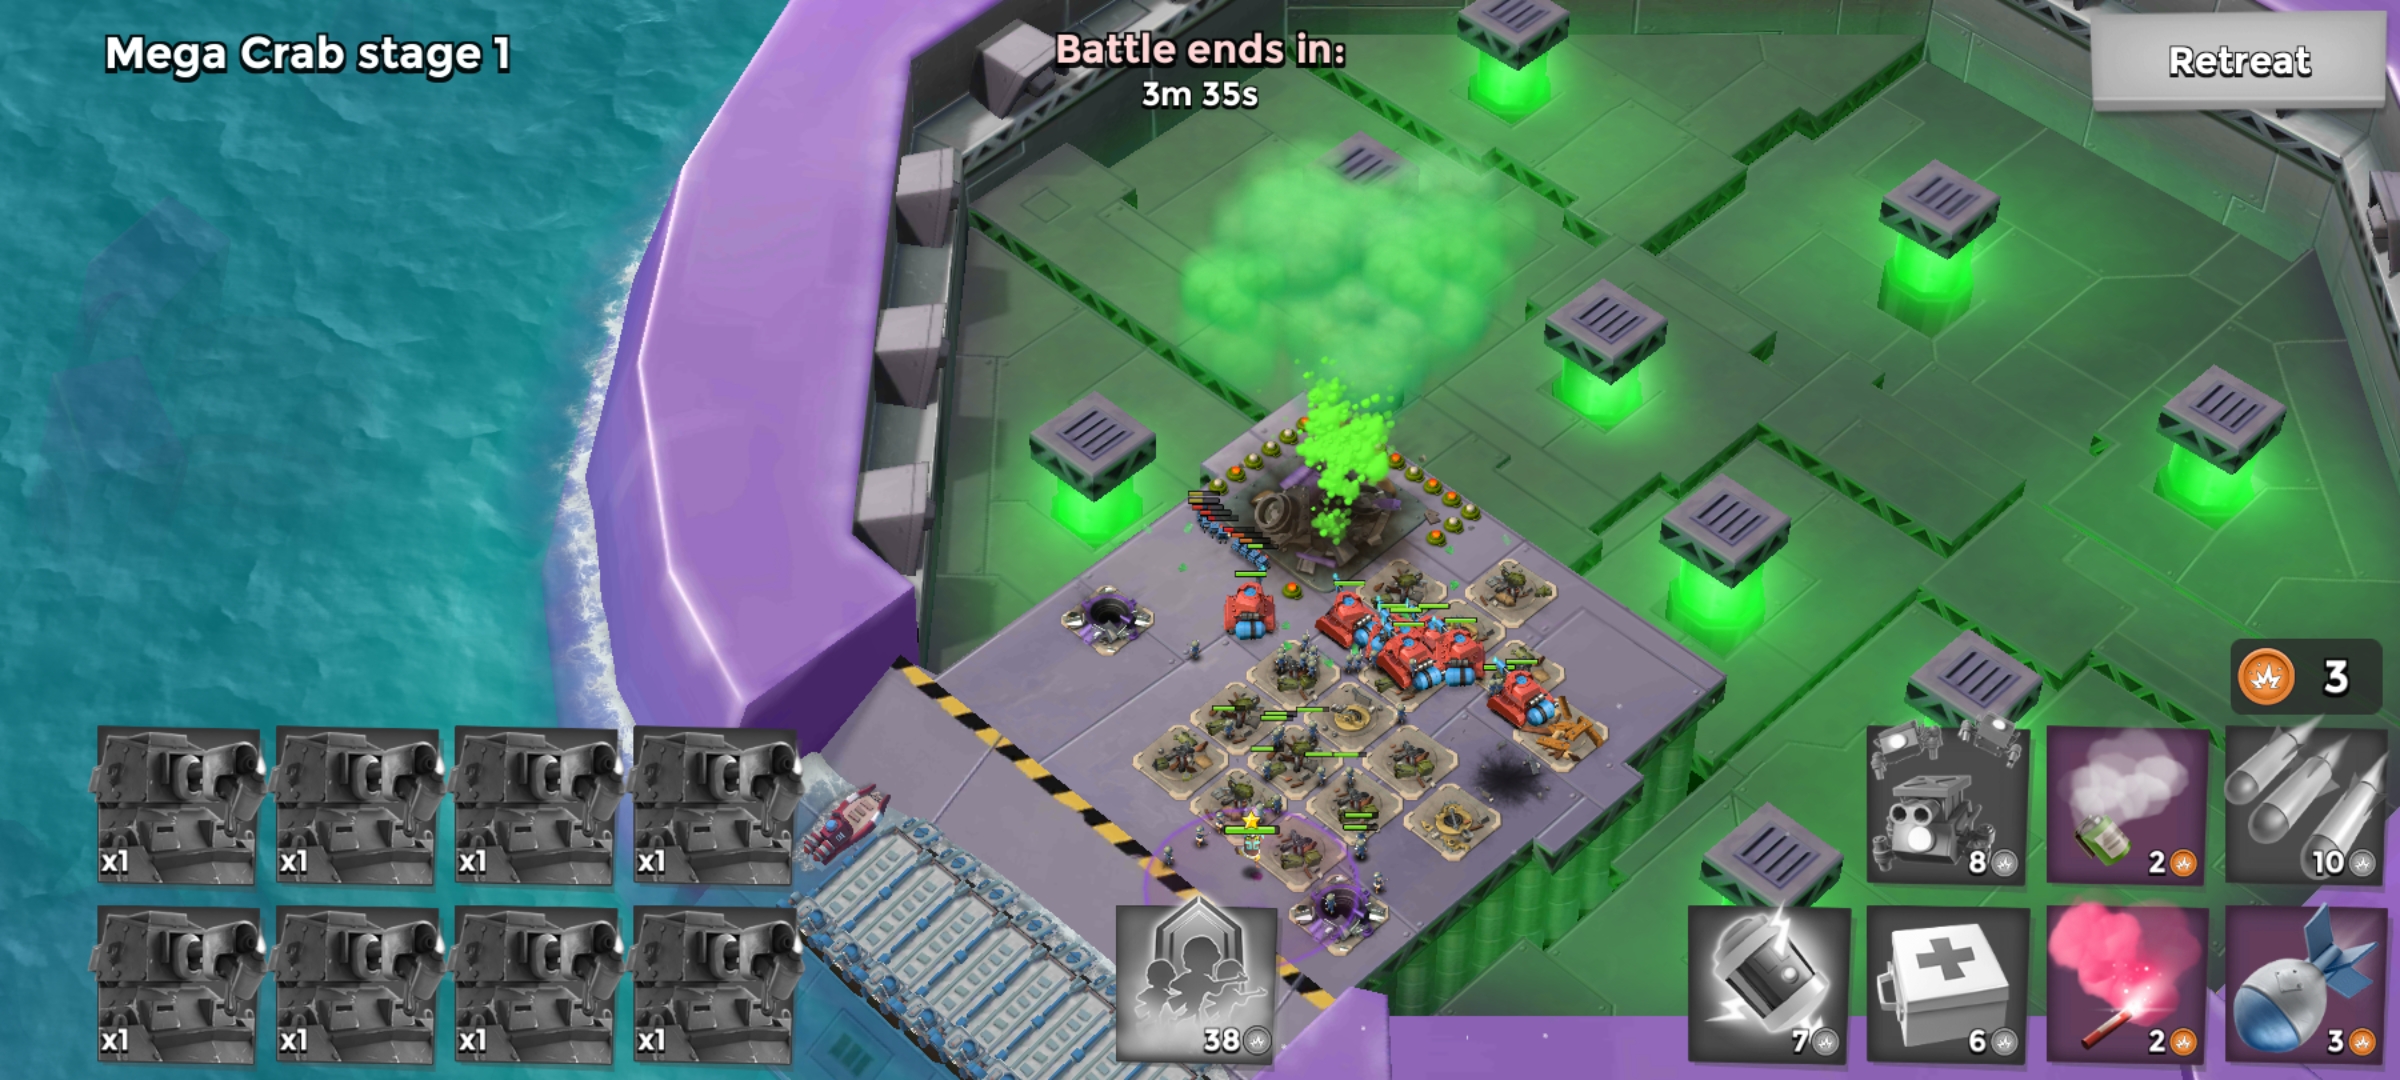 Mega Crab stage 1
Battle ends in:
3m 35s
Retreat
3
x1
x1
x1
x1
8
2
10
x1
x1
x1
x1
38
7
6
2
3